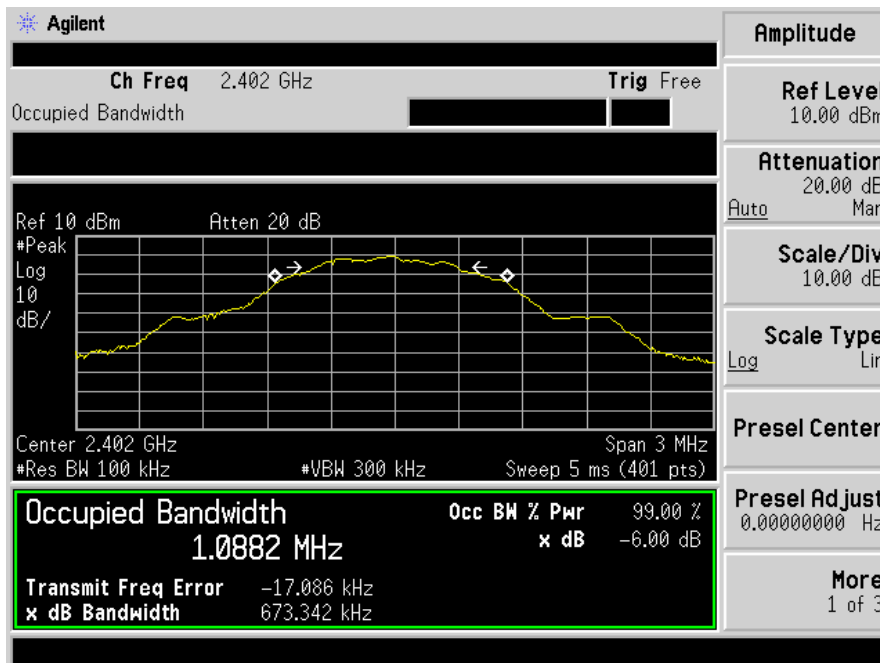 Agilent
Ch Freq 2.402 GHz Trig Free
Occupied Bandwidth
Ref 10 dBm Atten 20 dB
#Peak
Log
10
dB/
Center 2.402 GHz Span 3 MHz
#Res BW 100 kHz #VBW 300 kHz Sweep 5 ms (401 pts)
Occupied Bandwidth Occ BW % Pwr 99.00 %
1.0882 MHz x dB -6.00 dB
Transmit Freq Error -17.086 kHz
x dB Bandwidth 673.342 kHz
Amplitude
Ref Level
10.00 dBm
Attenuation
20.00 dB
Auto Man
Scale/Div
10.00 dB
Scale Type
Log Lin
Presel Center
Presel Adjust
0.00000000 Hz
More
1 of 3